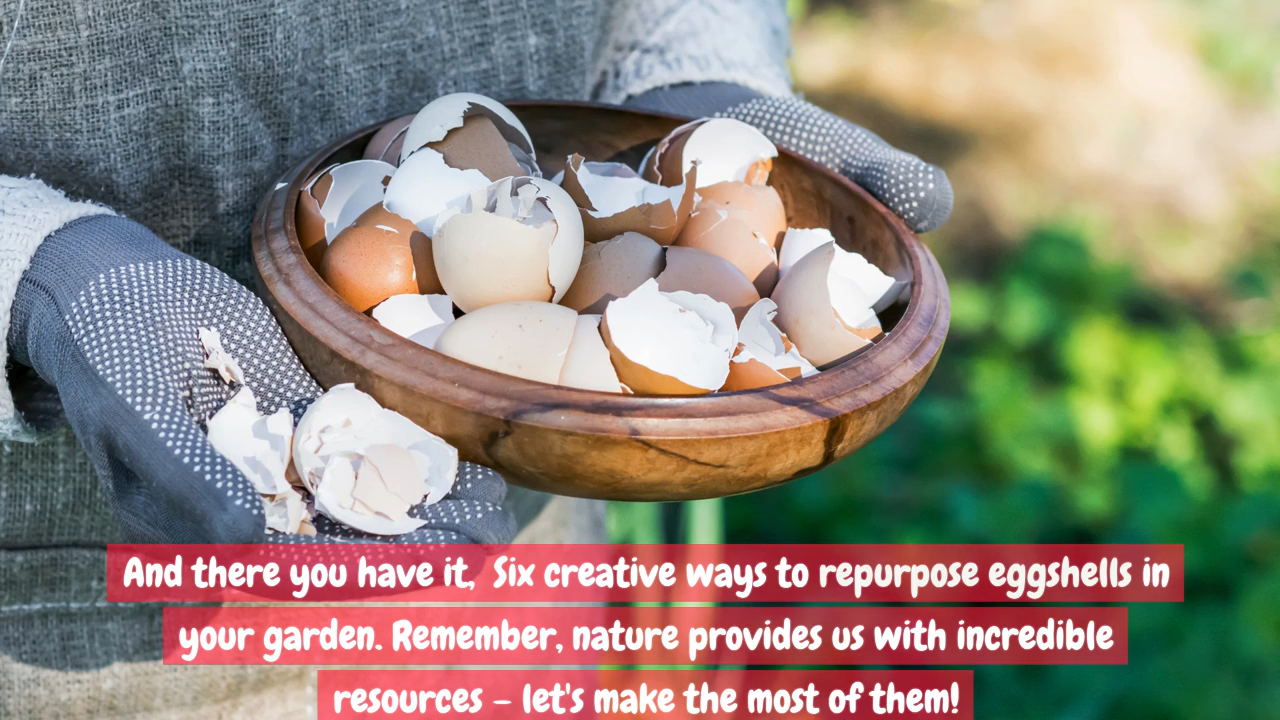 And there you have it,  Six creative ways to repurpose eggshells in
your garden. Remember, nature provides us with incredible
resources – let's make the most of them!